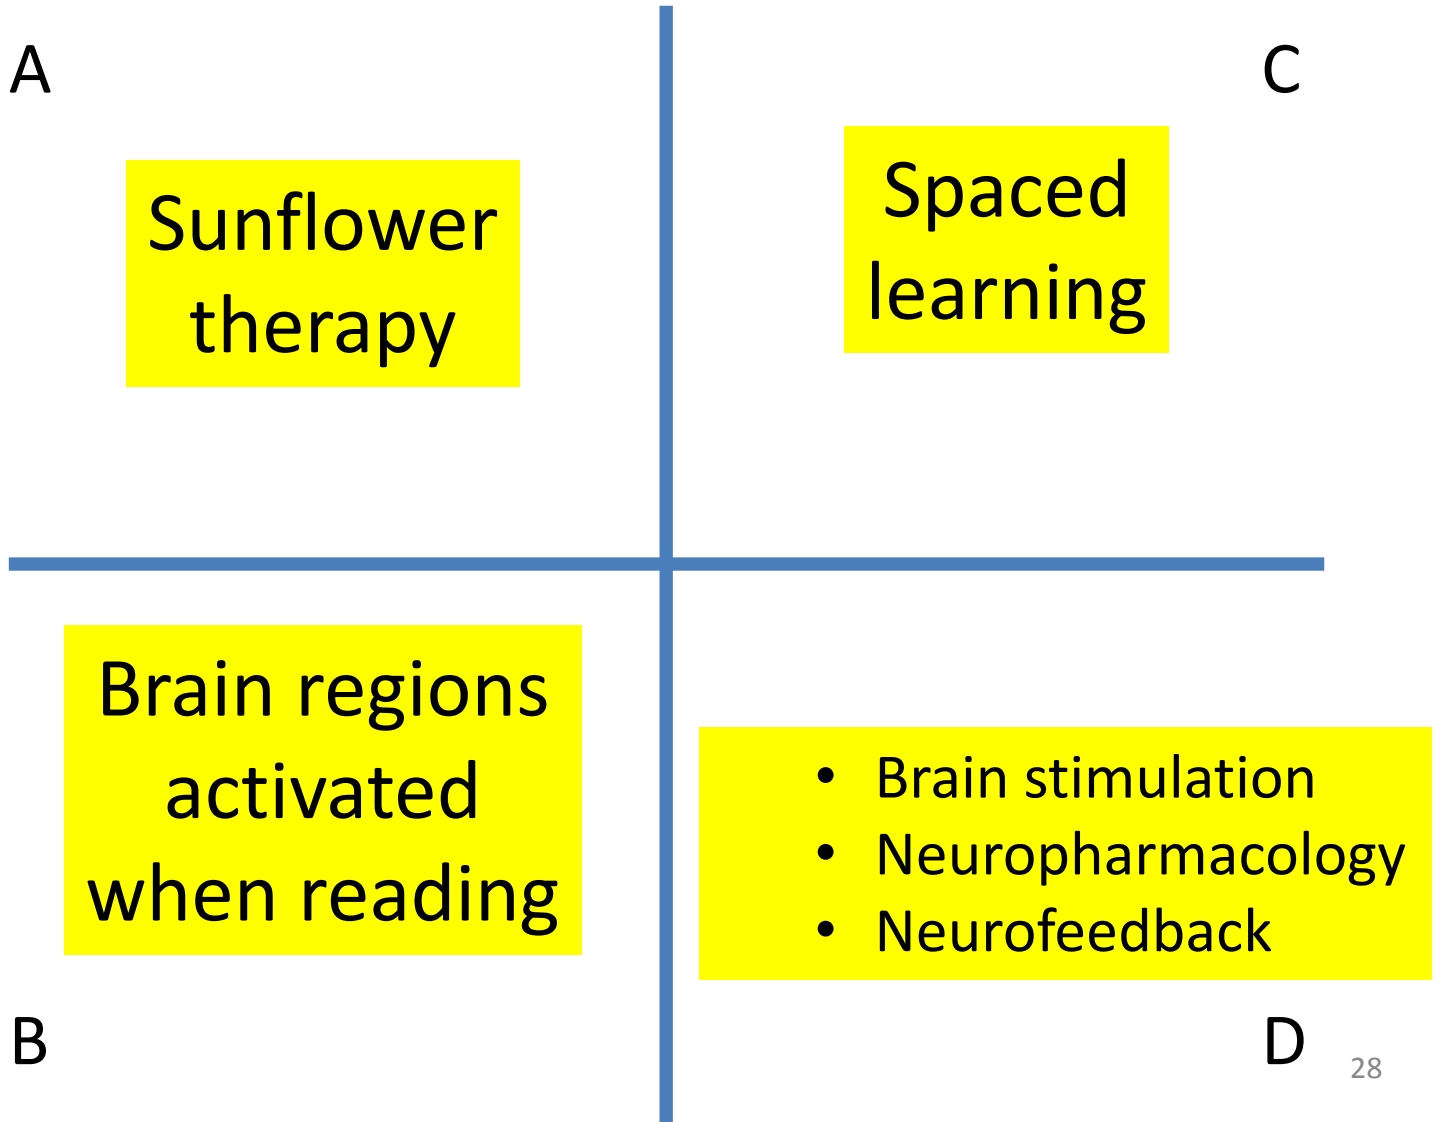 A
Sunflower
therapy
C
Spaced
learning
Brain regions
activated
when reading
B
• Brain stimulation
• Neuropharmacology
• Neurofeedback
D
28